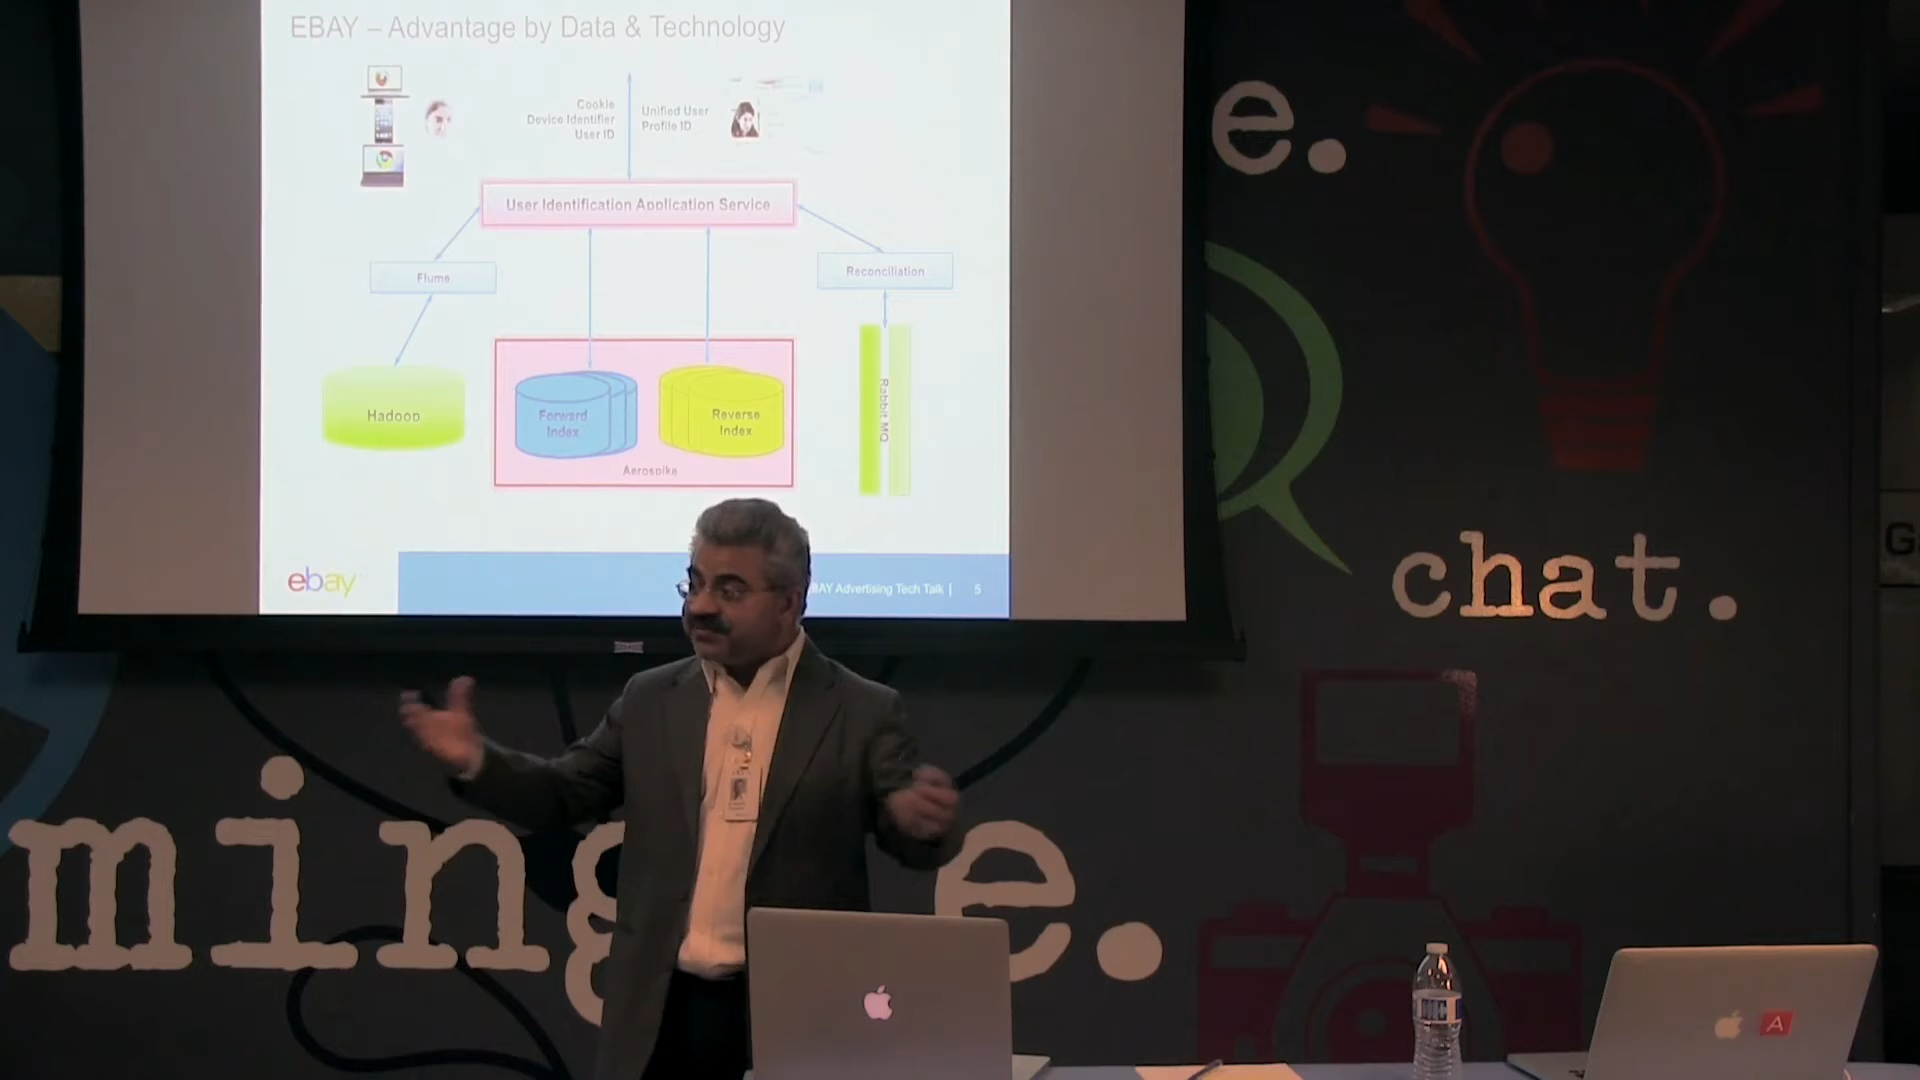 EBAY – Advantage by Data & Technology
Cookie
Device Identifier
User ID
Unified User
Profile ID
User Identification Application Service
Flume
Reconciliation
Hadoop
Forward
Index
Reverse
Index
Aerospike
Rabbit MQ
ebay
BAY Advertising Tech Talk |
5
e.
chat.
G
ming e.
A